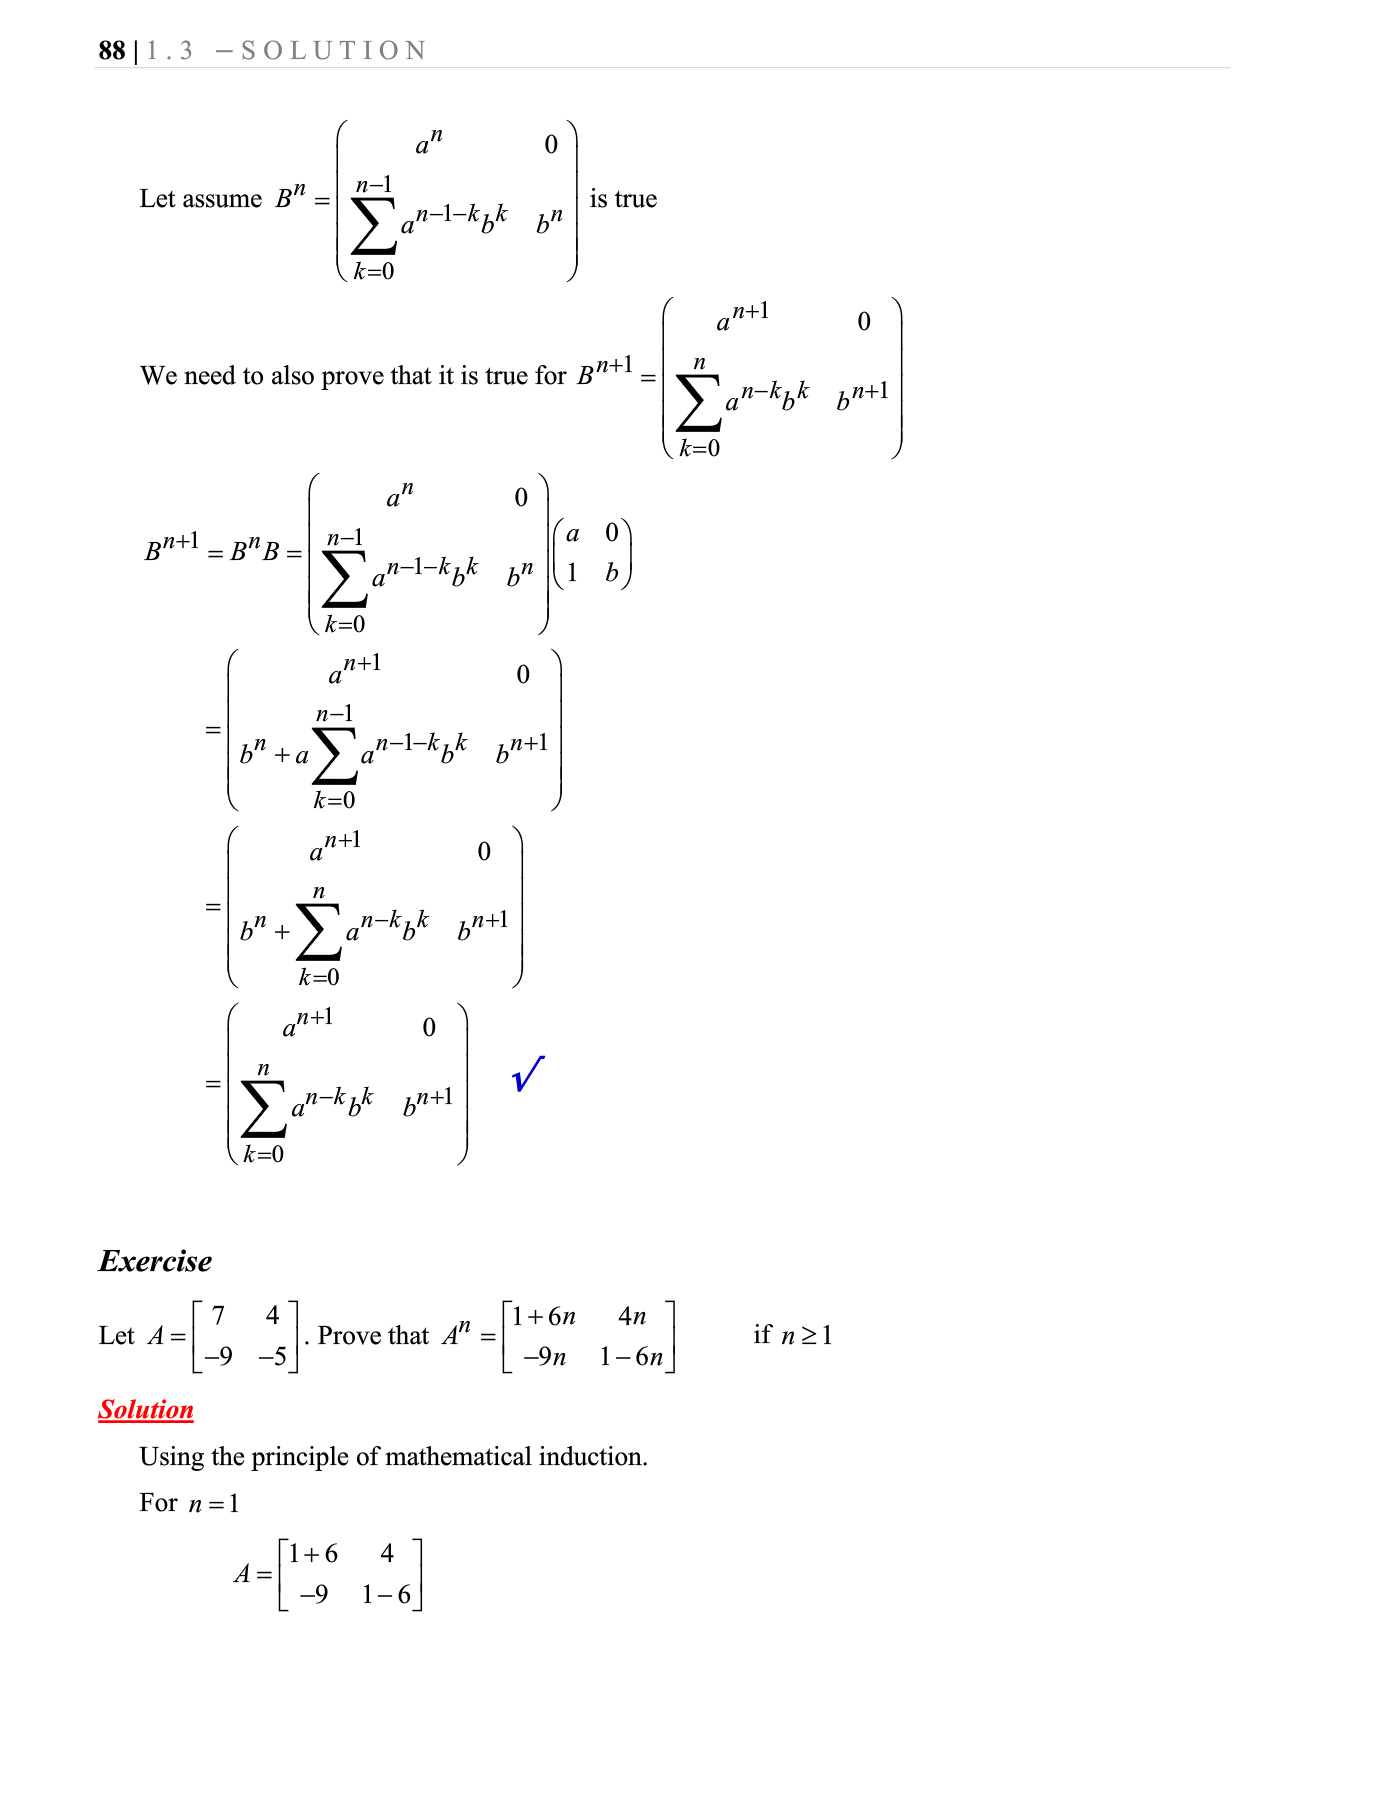 88 | 1.3 – SOLUTION
Let assume $B^n = \begin{pmatrix} a^n & 0 \\ \sum_{k=0}^{n-1} a^{n-1-k} b^k & b^n \end{pmatrix}$ is true
We need to also prove that it is true for $B^{n+1} = \begin{pmatrix} a^{n+1} & 0 \\ \sum_{k=0}^{n} a^{n-k} b^k & b^{n+1} \end{pmatrix}$
$B^{n+1} = B^n B = \begin{pmatrix} a^n & 0 \\ \sum_{k=0}^{n-1} a^{n-1-k} b^k & b^n \end{pmatrix} \begin{pmatrix} a & 0 \\ 1 & b \end{pmatrix}$
$= \begin{pmatrix} a^{n+1} & 0 \\ b^n + a \sum_{k=0}^{n-1} a^{n-1-k} b^k & b^{n+1} \end{pmatrix}$
$= \begin{pmatrix} a^{n+1} & 0 \\ b^n + \sum_{k=0}^{n} a^{n-k} b^k & b^{n+1} \end{pmatrix}$
$= \begin{pmatrix} a^{n+1} & 0 \\ \sum_{k=0}^{n} a^{n-k} b^k & b^{n+1} \end{pmatrix}$ √
Exercise
Let $A = \begin{bmatrix} 7 & 4 \\ -9 & -5 \end{bmatrix}$. Prove that $A^n = \begin{bmatrix} 1+6n & 4n \\ -9n & 1-6n \end{bmatrix}$ if $n \geq 1$
Solution
Using the principle of mathematical induction.
For $n = 1$
$A = \begin{bmatrix} 1+6 & 4 \\ -9 & 1-6 \end{bmatrix}$